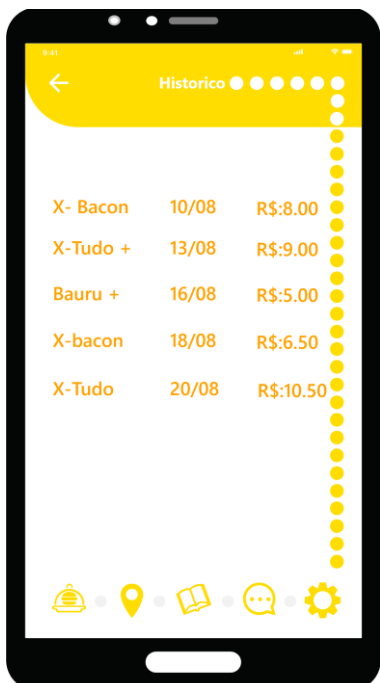 9:41
Historico
X- Bacon 10/08 R$:8.00
X-Tudo + 13/08 R$:9.00
Bauru + 16/08 R$:5.00
X-bacon 18/08 R$:6.50
X-Tudo 20/08 R$:10.50